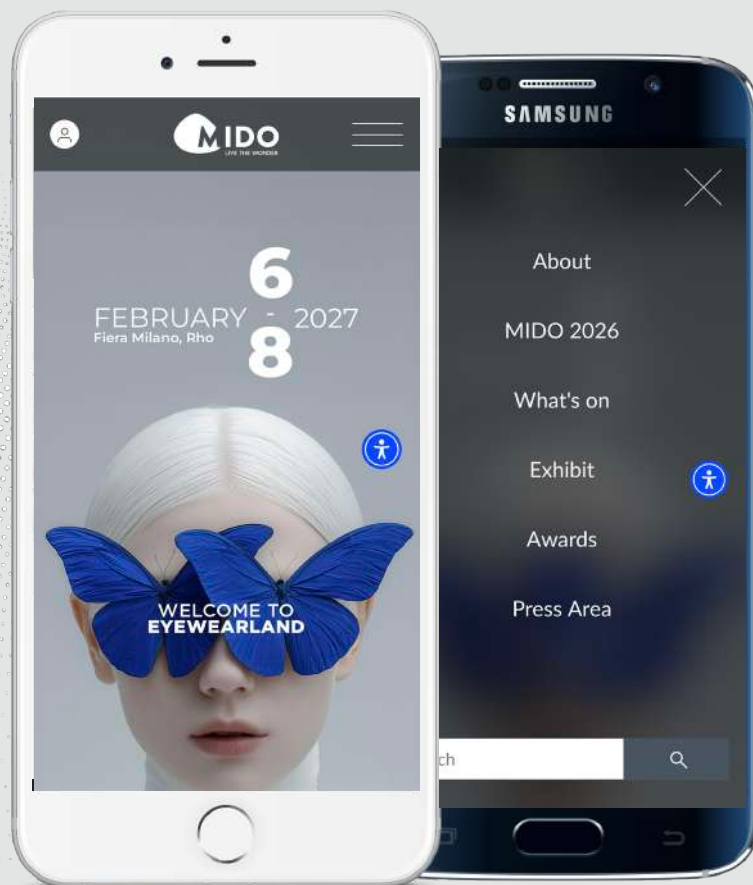 MIDO
LIVE THE WONDER
6
FEBRUARY - 2027
Fiera Milano, Rho
8
WELCOME TO
EYEWEARLAND
SAMSUNG
About
MIDO 2026
What's on
Exhibit
Awards
Press Area
ch